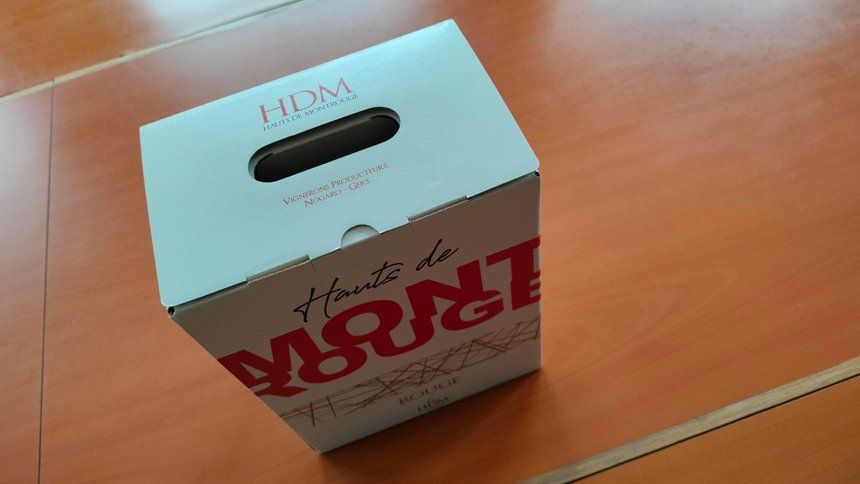 HDM
HAUTS DE MONTROUGE
VIGNERONS PRODUCTEURS
NOGARO - GERS
Hauts de
MONT
ROUGE
ROUGE
HDM